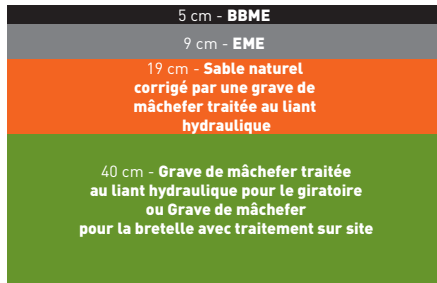 5 cm - BBME
9 cm - EME
19 cm - Sable naturel
corrigé par une grave de
mâchefer traitée au liant
hydraulique
40 cm - Grave de mâchefer traitée
au liant hydraulique pour le giratoire
ou Grave de mâchefer
pour la bretelle avec traitement sur site